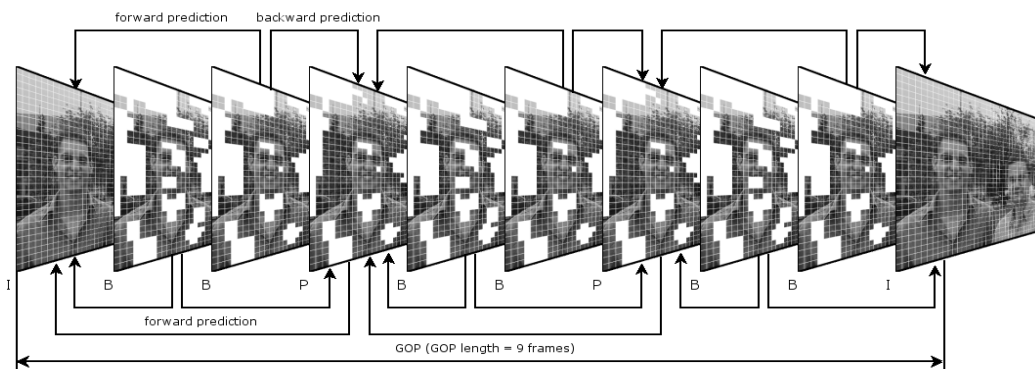 forward prediction backward prediction
I B B P B B P B B I
forward prediction
GOP (GOP length = 9 frames)